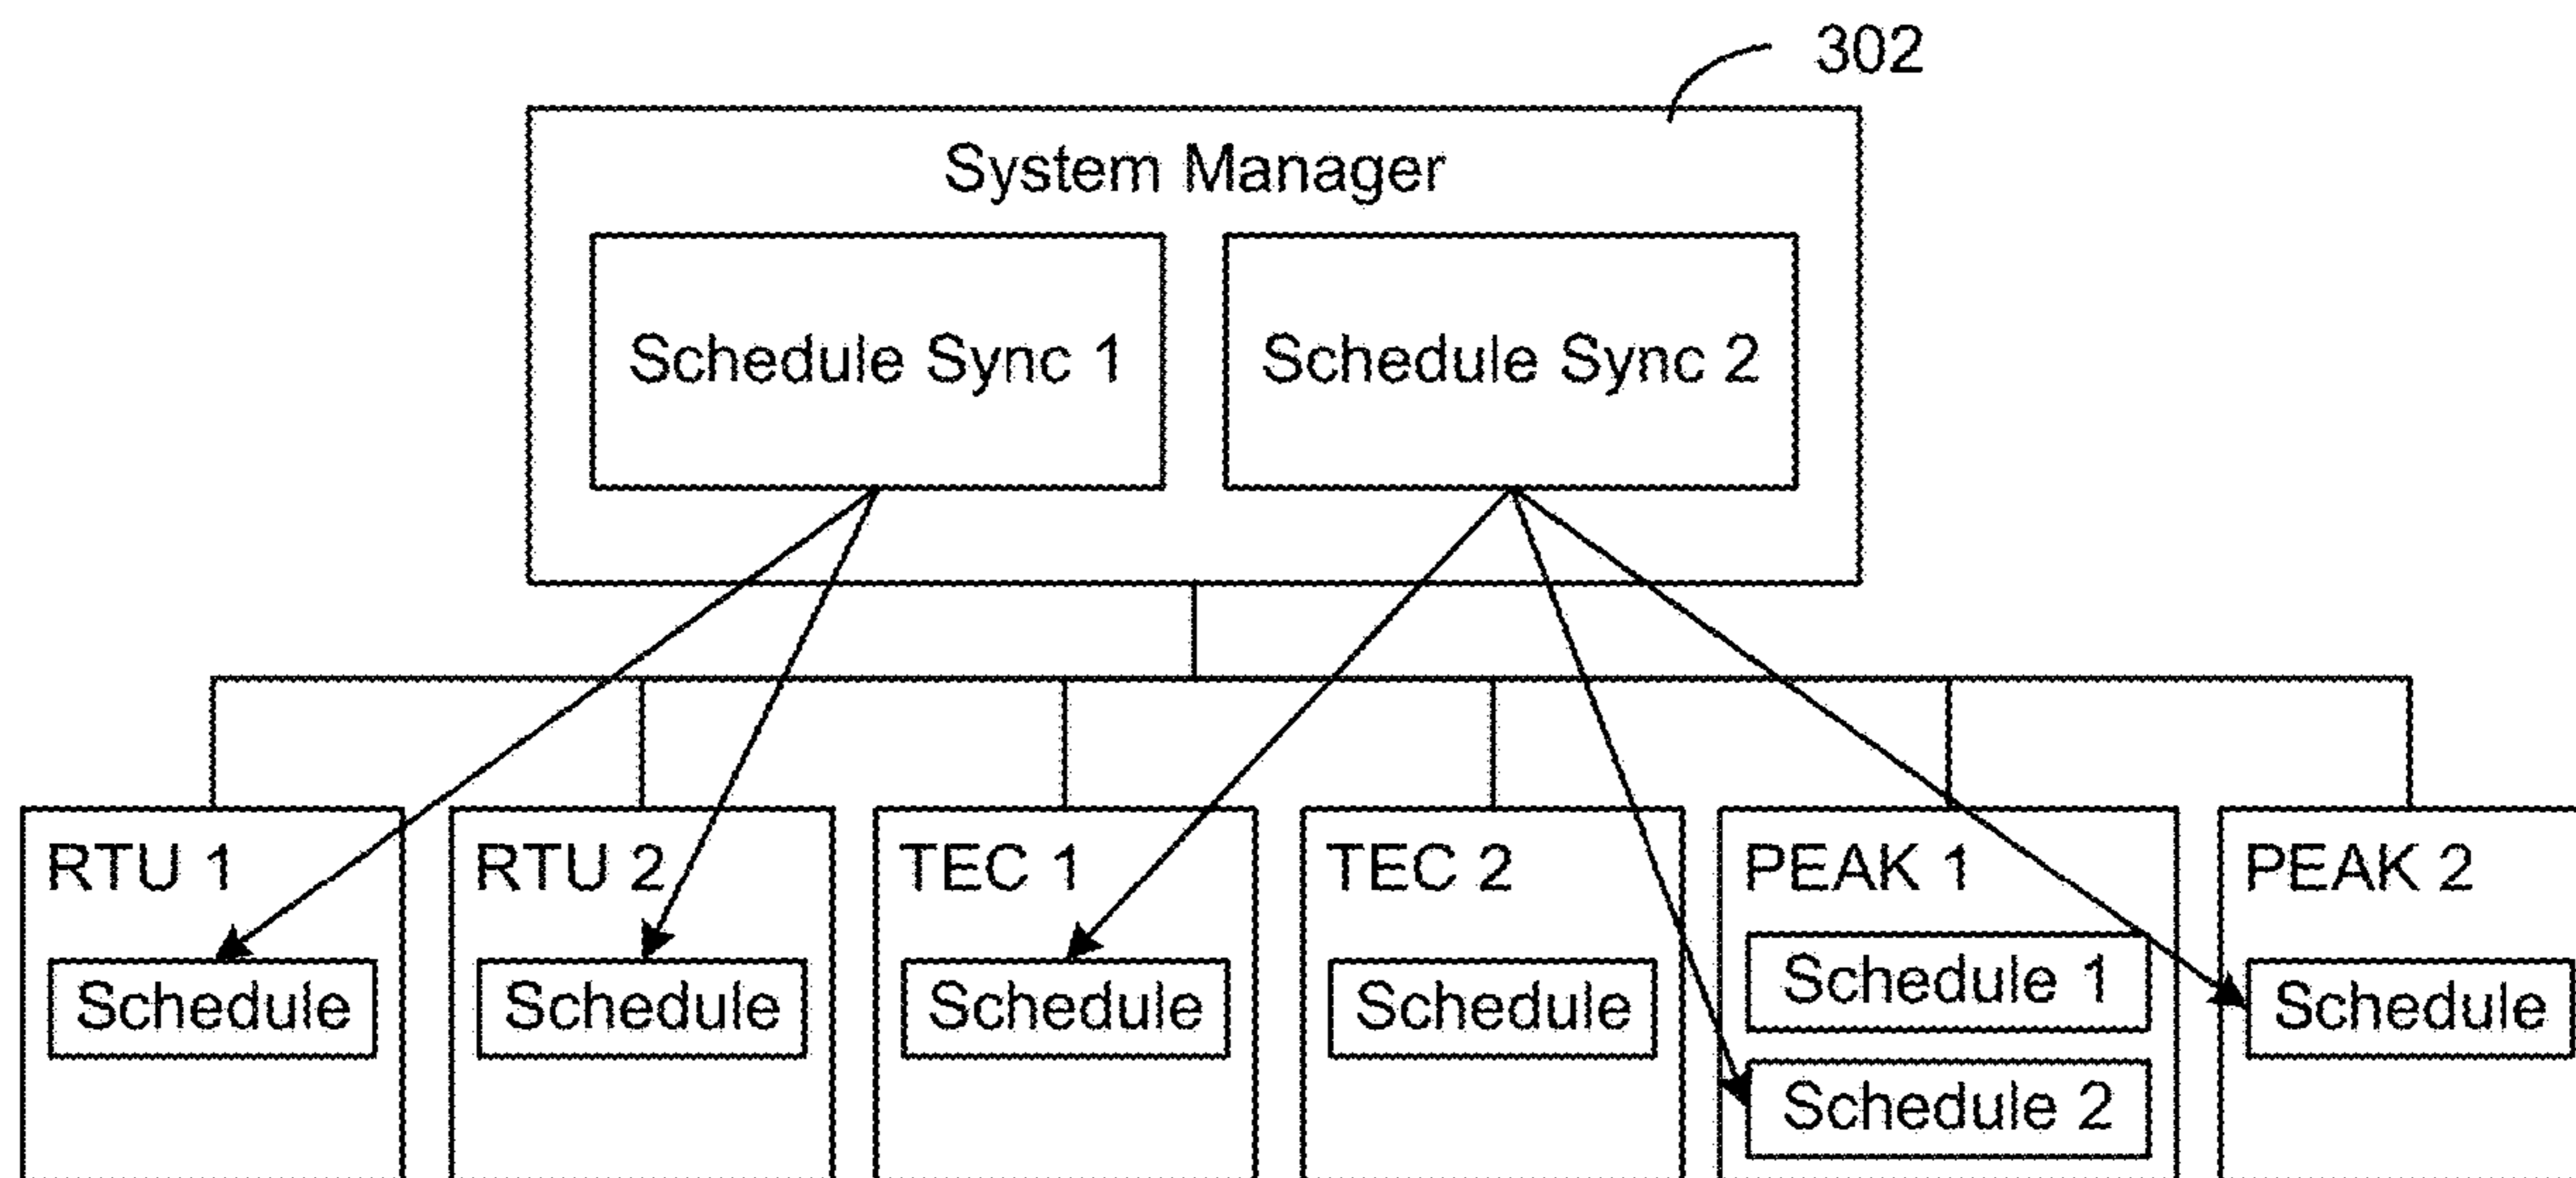 302
System Manager
Schedule Sync 1
Schedule Sync 2
RTU 1
RTU 2
TEC 1
TEC 2
PEAK 1
PEAK 2
Schedule
Schedule
Schedule
Schedule
Schedule 1
Schedule
Schedule 2